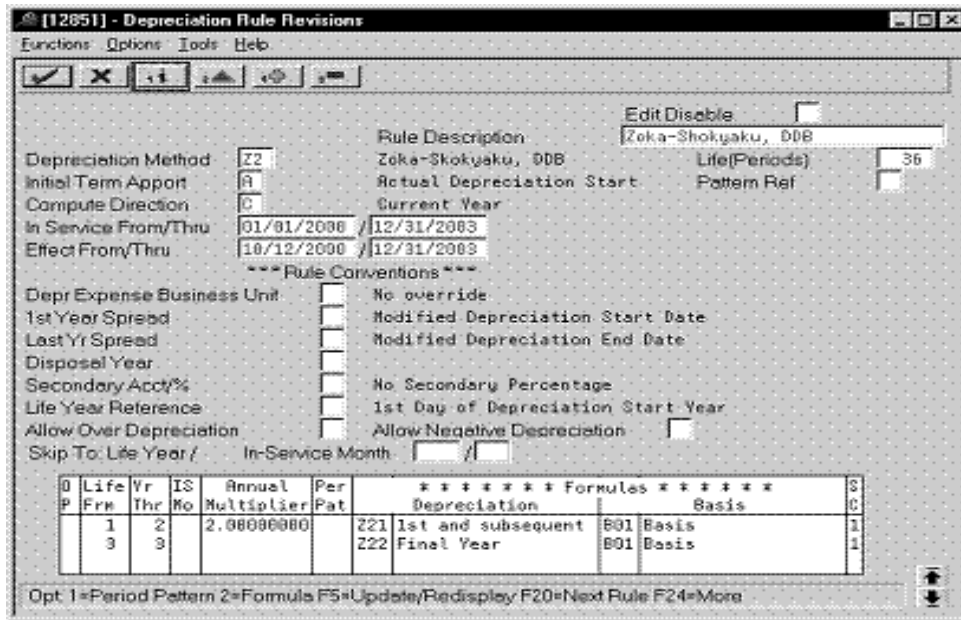 [12851] - Depreciation Rule Revisions
Functions Options Tools Help
Edit Disable
Rule Description Zoka-Shokyaku, DDB
Depreciation Method Z2 Zoka-Skokyaku, DDB Life(Periods) 36
Initial Term Apport A Actual Depreciation Start Pattern Ref
Compute Direction C Current Year
In Service From/Thru 01/01/2000 / 12/31/2003
Effect From/Thru 10/12/2000 / 12/31/2003
*** Rule Conventions ***
Depr Expense Business Unit No override
1st Year Spread Modified Depreciation Start Date
Last Yr Spread Modified Depreciation End Date
Disposal Year
Secondary Acct/% No Secondary Percentage
Life Year Reference 1st Day of Depreciation Start Year
Allow Over Depreciation Allow Negative Depreciation
Skip To: Life Year / In-Service Month /
O Life Yr IS Annual Per * * * * * * * Formulas * * * * * * S
P Frm Thr Mo Multiplier Pat Depreciation Basis C
1 2 2.00000000 Z21 1st and subsequent B01 Basis 1
3 3 Z22 Final Year B01 Basis 1
Opt: 1=Period Pattern 2=Formula F5=Update/Redisplay F20=Next Rule F24=More